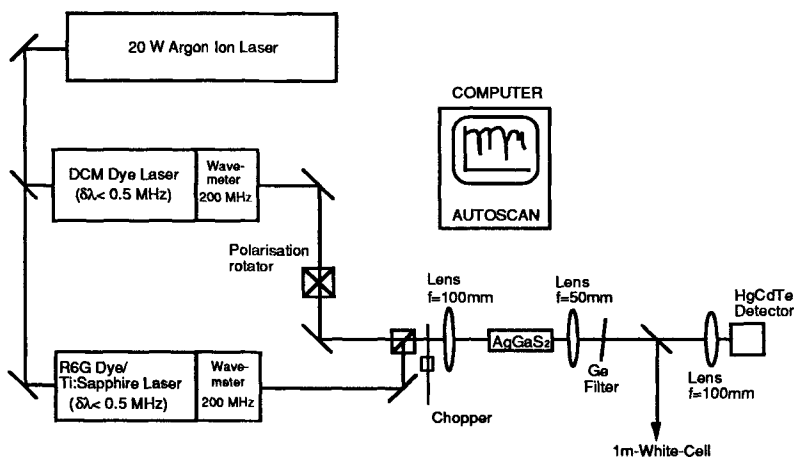 20 W Argon Ion Laser
COMPUTER
AUTOSCAN
DCM Dye Laser
(δλ< 0.5 MHz)
Wave-
meter
200 MHz
Polarisation
rotator
Lens
f=100mm
AgGaS₂
Lens
f=50mm
Ge
Filter
HgCdTe
Detector
Lens
f=100mm
R6G Dye/
Ti:Sapphire Laser
(δλ< 0.5 MHz)
Wave-
meter
200 MHz
Chopper
1m-White-Cell